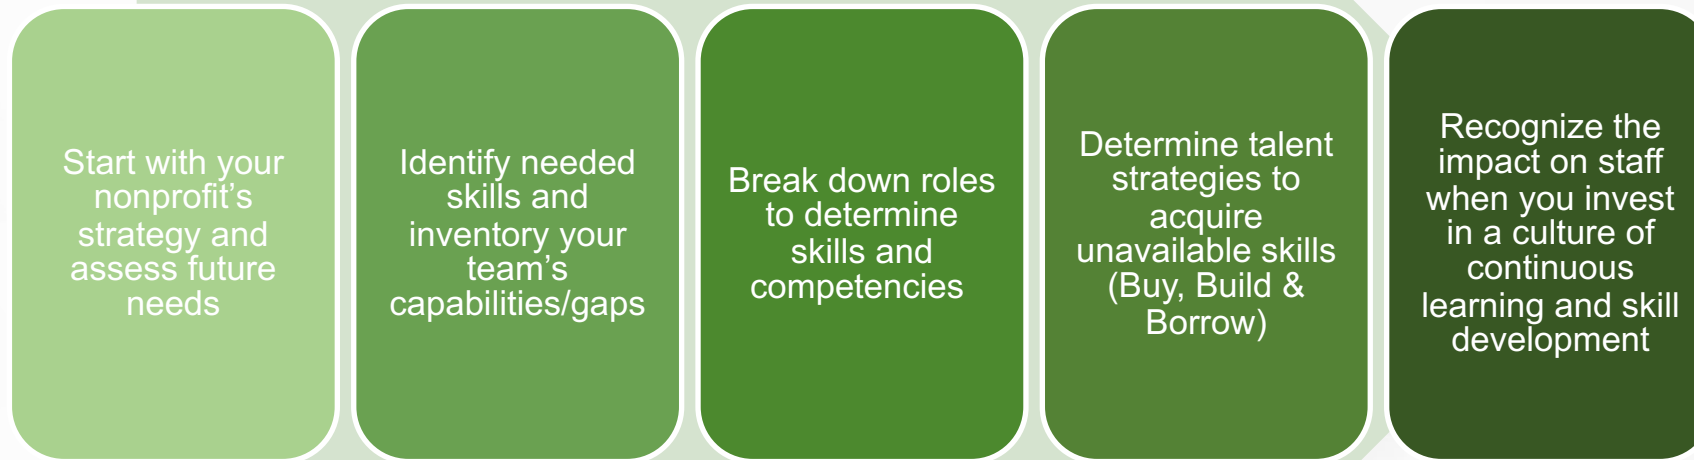 Start with your
nonprofit’s
strategy and
assess future
needs
Identify needed
skills and
inventory your
team’s
capabilities/gaps
Break down roles
to determine
skills and
competencies
Determine talent
strategies to
acquire
unavailable skills
(Buy, Build &
Borrow)
Recognize the
impact on staff
when you invest
in a culture of
continuous
learning and skill
development